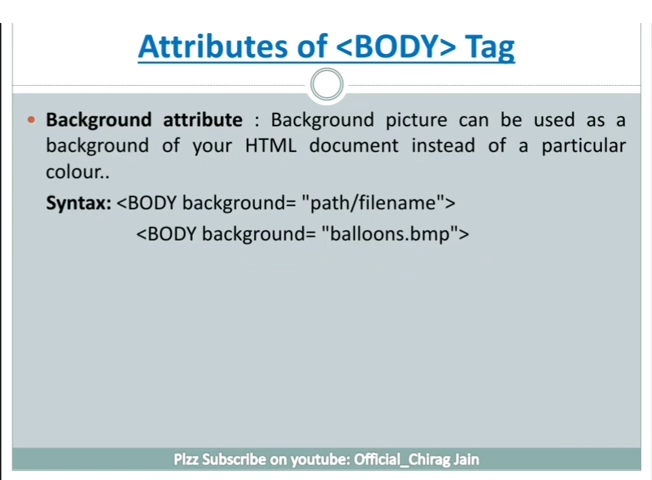 Attributes of <BODY> Tag
• Background attribute : Background picture can be used as a
background of your HTML document instead of a particular
colour..
Syntax: <BODY background= "path/filename">
<BODY background= "balloons.bmp">
Plzz Subscribe on youtube: Official_Chirag Jain